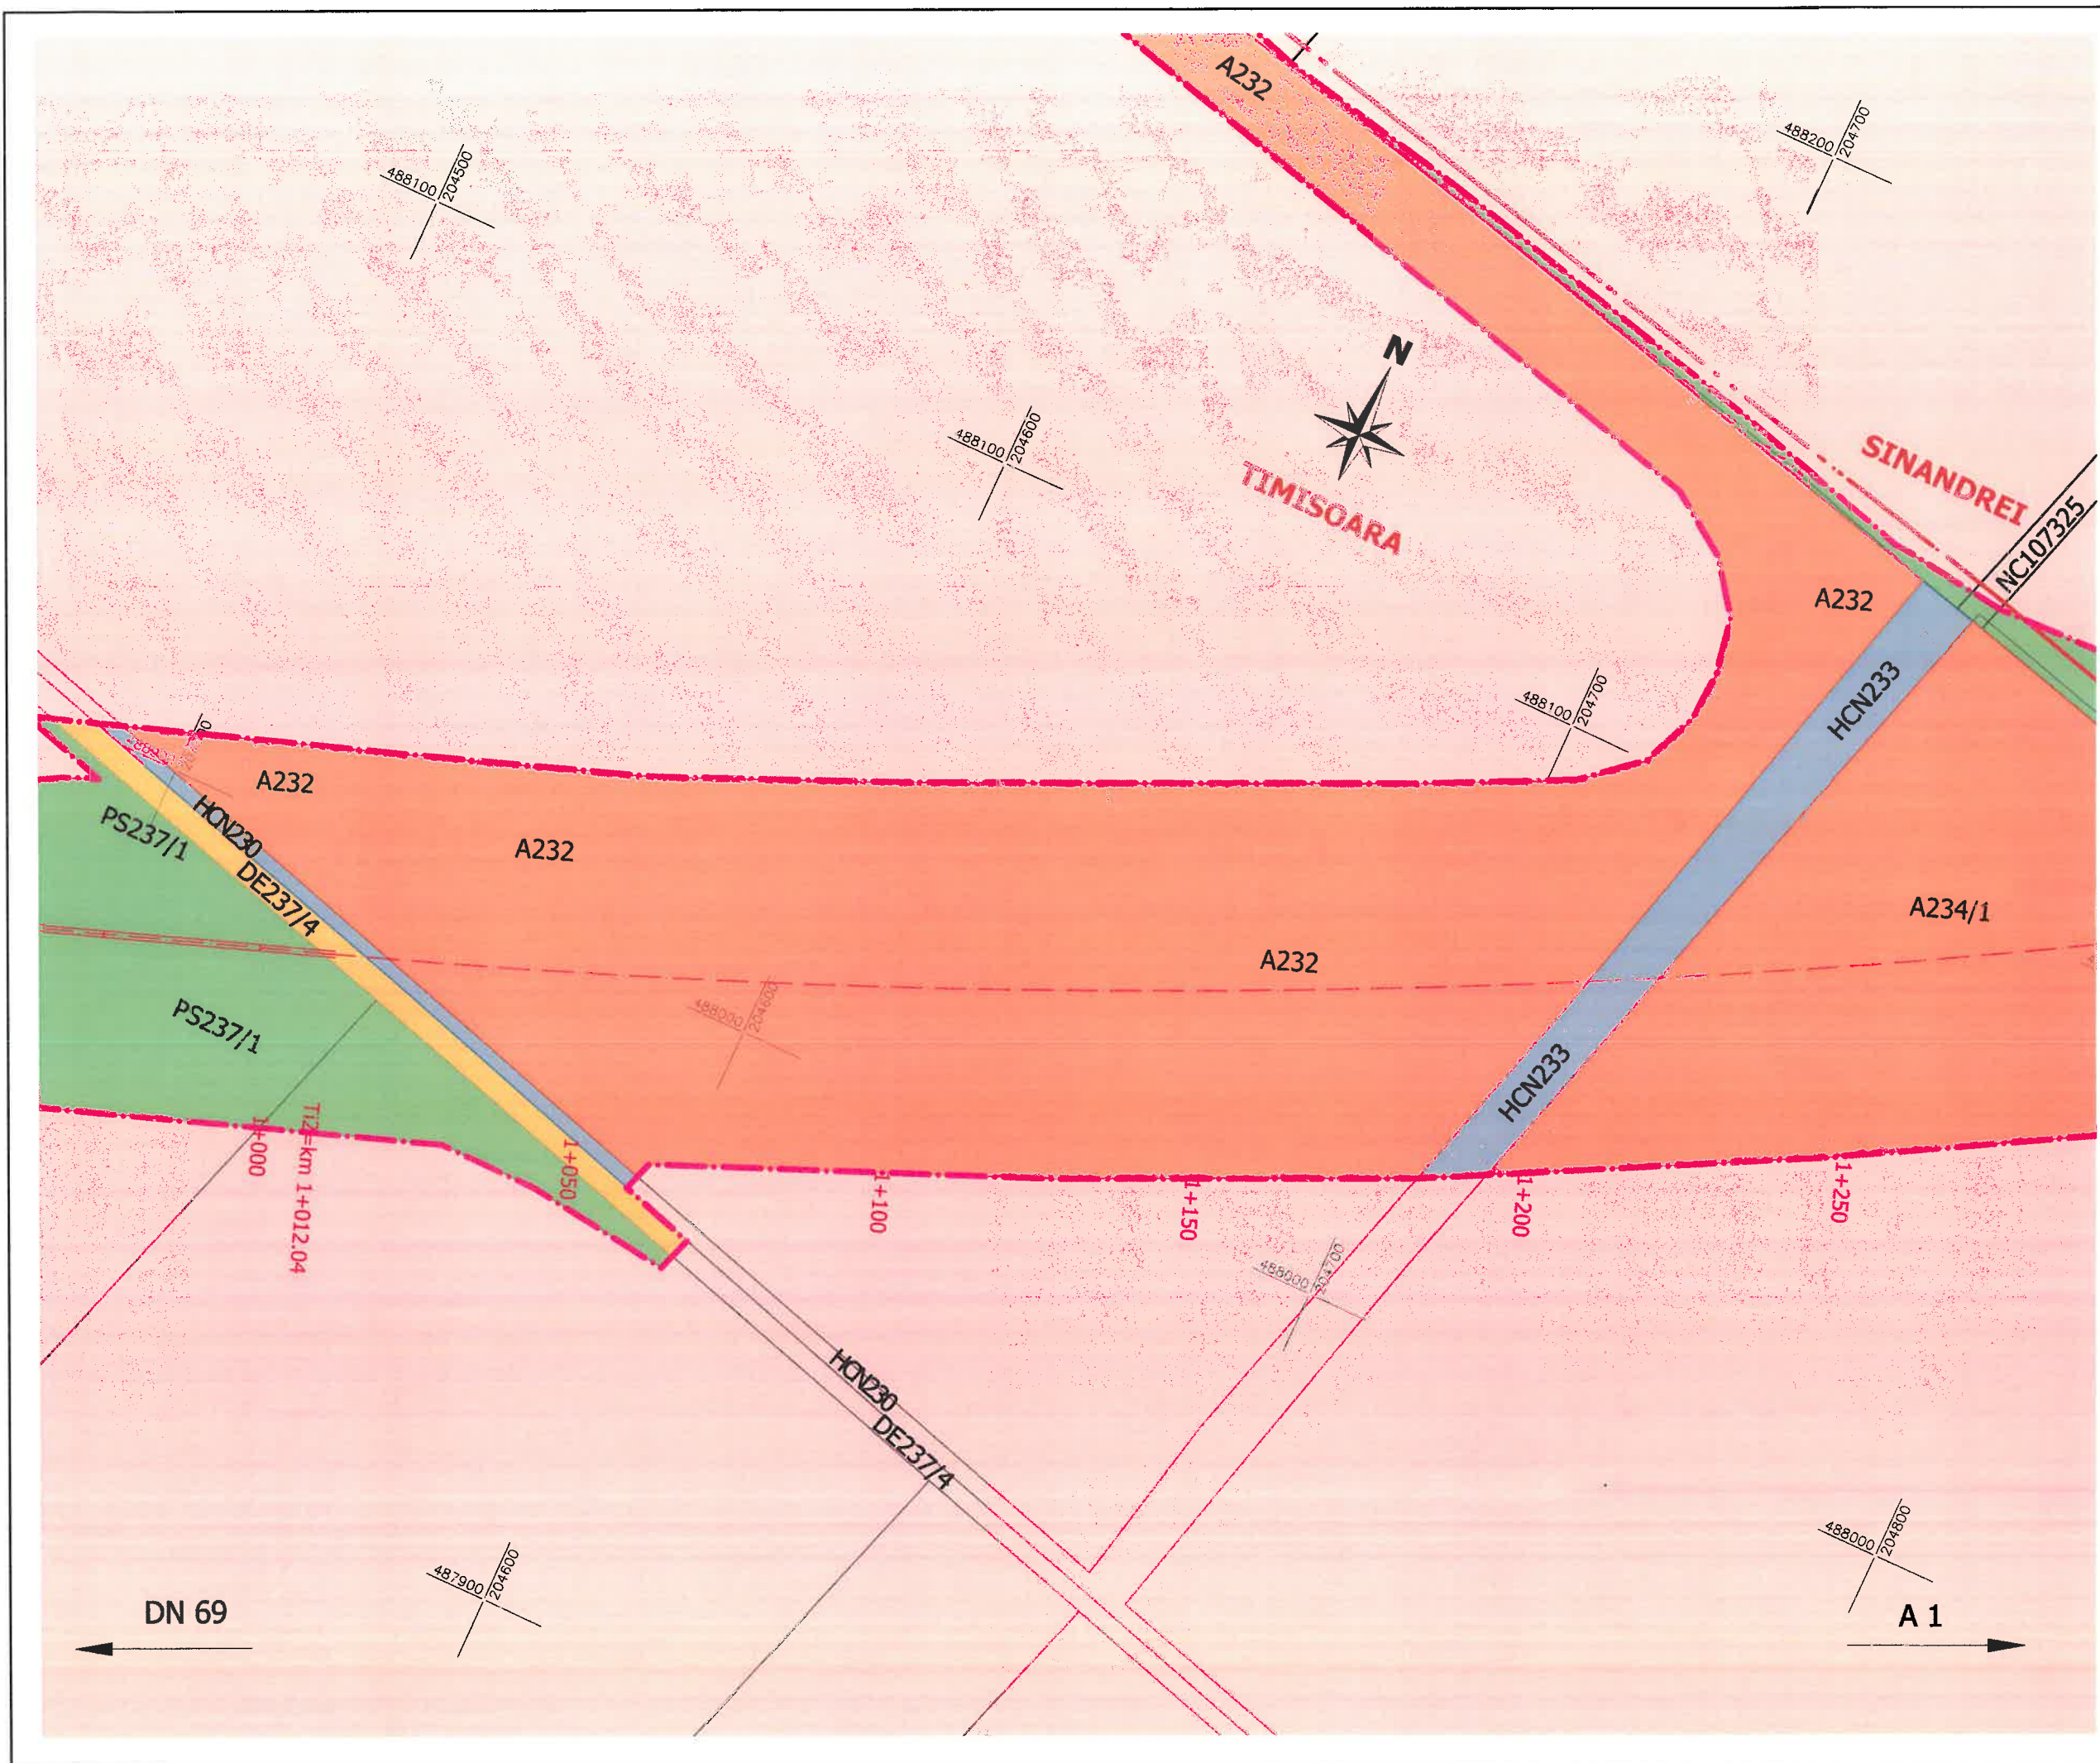 A232
488200
204700
488100
204500
N
488100
204600
TIMISOARA
SINANDREI
NC107325
A232
HCN233
488100
204700
A232
PS237/1
HCN230
DE237/4
A232
A234/1
A232
488000
204600
PS237/1
HCN233
1+000
Ti2=km 1+012.04
1+050
1+100
1+150
1+200
1+250
488000
204700
HCN230
DE237/4
487900
204600
488000
204800
DN 69
A 1